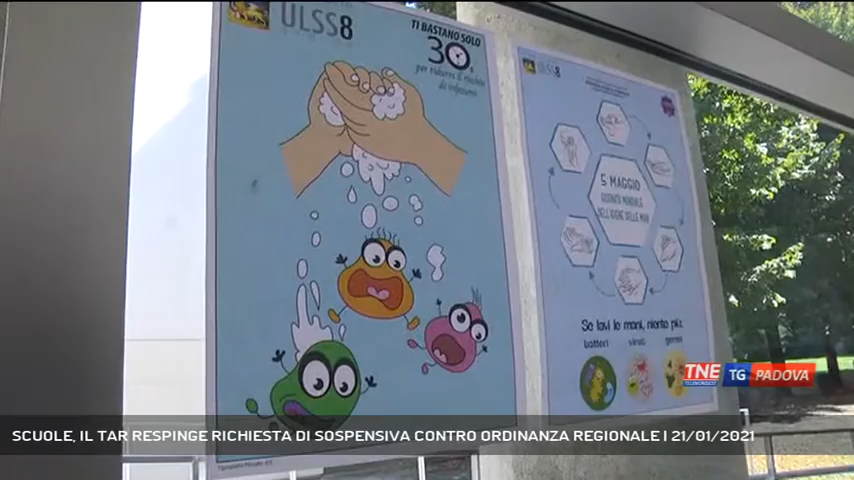 ULSS8
TI BASTANO SOLO
30
per ridurre il rischio
di infezioni
ULSS8
5 MAGGIO
GIORNATA MONDIALE
DELL'IGIENE DELLE MANI
Se lavi le mani, niente più:
batteri virus germi
TNE
TELENORDEST
TG PADOVA
SCUOLE, IL TAR RESPINGE RICHIESTA DI SOSPENSIVA CONTRO ORDINANZA REGIONALE | 21/01/2021